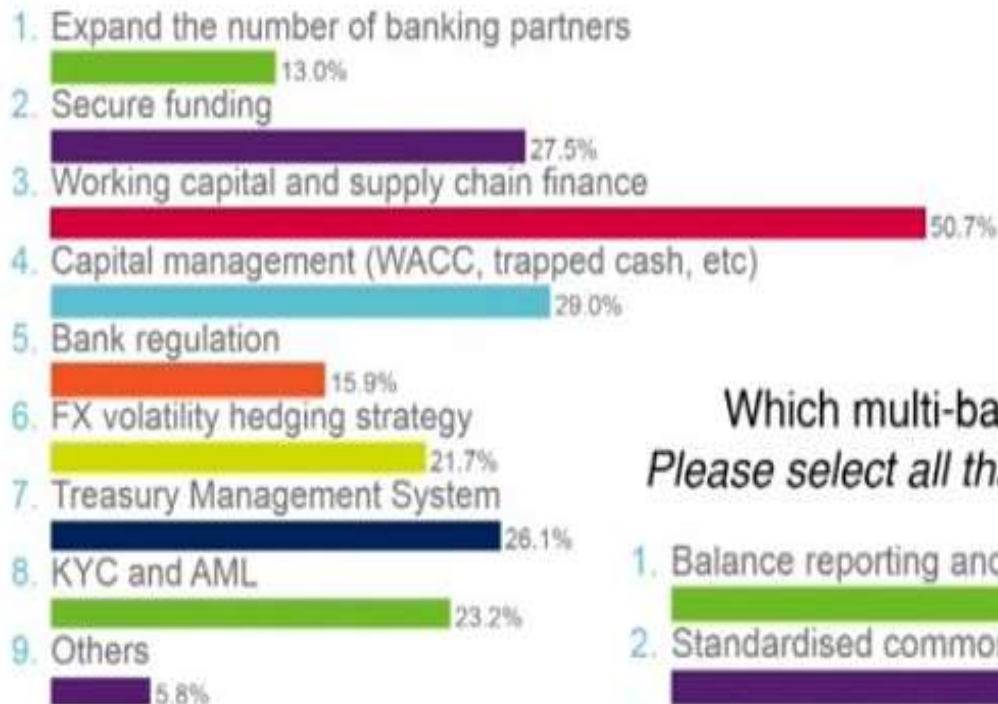 1. Expand the number of banking partners
13.0%
2. Secure funding
27.5%
3. Working capital and supply chain finance
50.7%
4. Capital management (WACC, trapped cash, etc)
29.0%
5. Bank regulation
15.9%
6. FX volatility hedging strategy
21.7%
7. Treasury Management System
26.1%
8. KYC and AML
23.2%
9. Others
5.8%
Which multi-ba
Please select all th
1. Balance reporting and
2. Standardised commo